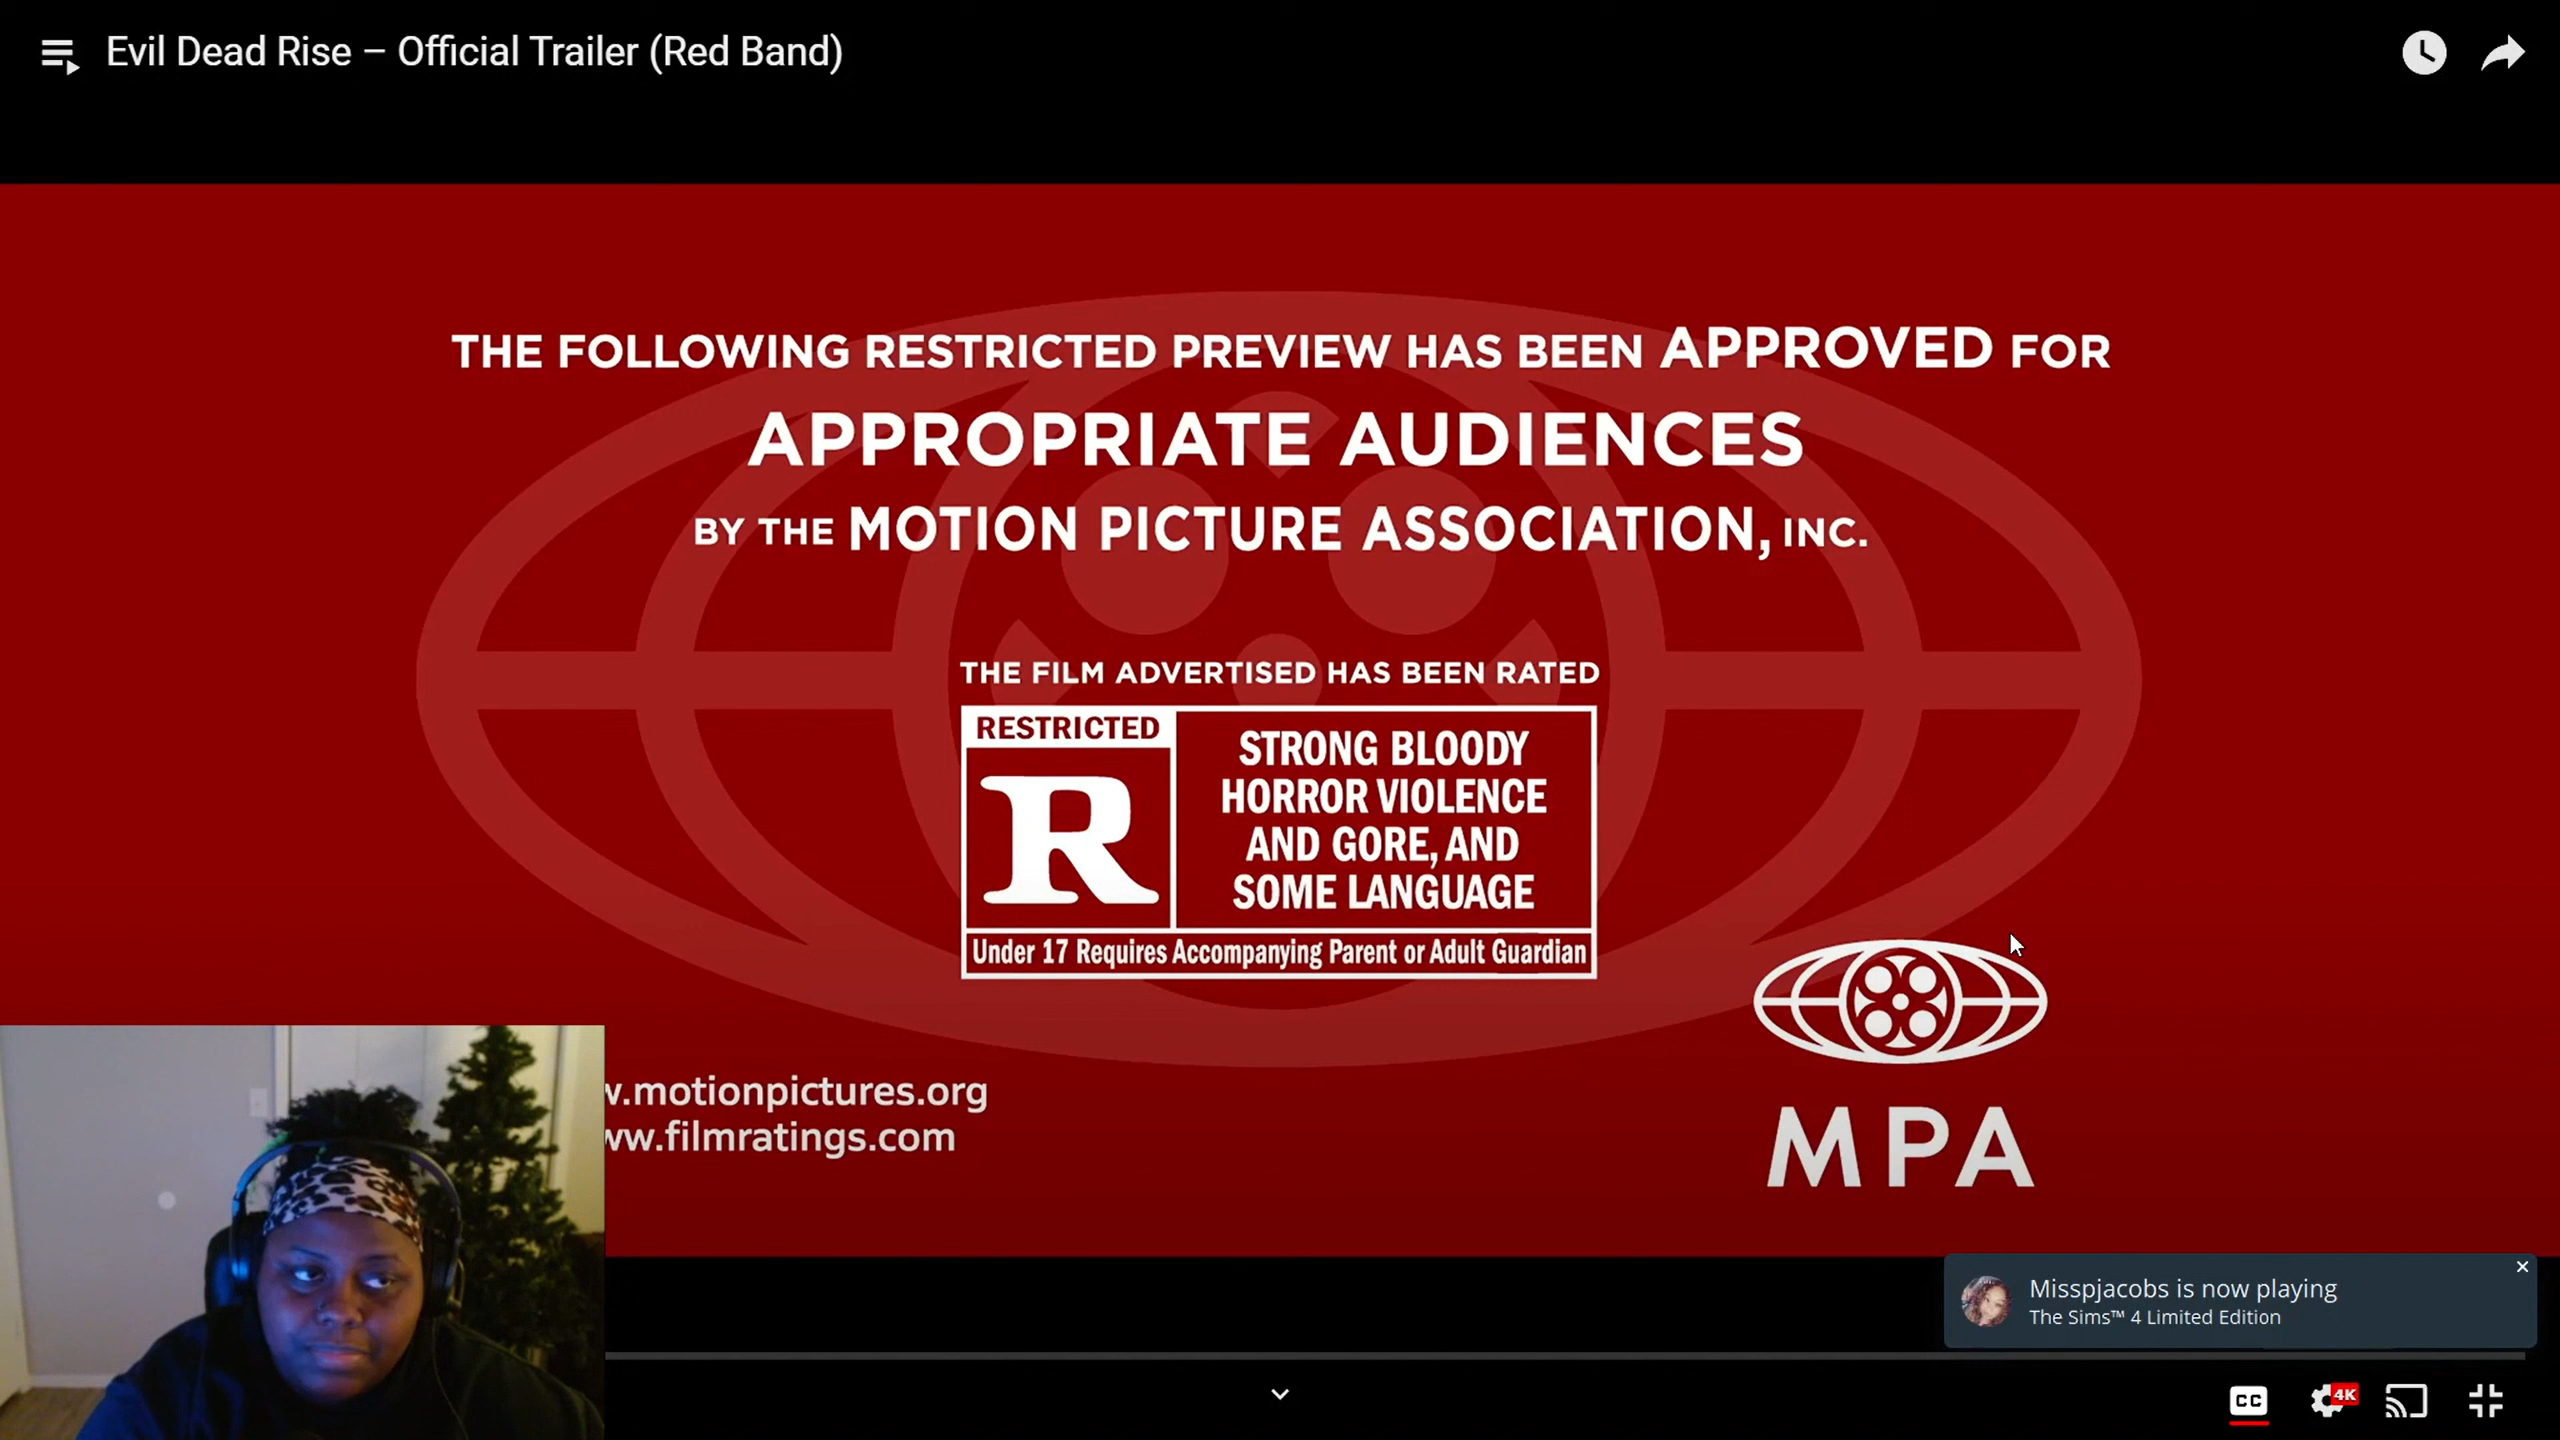 Evil Dead Rise – Official Trailer (Red Band)
THE FOLLOWING RESTRICTED PREVIEW HAS BEEN APPROVED FOR
APPROPRIATE AUDIENCES
BY THE MOTION PICTURE ASSOCIATION, INC.
THE FILM ADVERTISED HAS BEEN RATED
RESTRICTED
R
STRONG BLOODY
HORROR VIOLENCE
AND GORE, AND
SOME LANGUAGE
Under 17 Requires Accompanying Parent or Adult Guardian
w.motionpictures.org
ww.filmratings.com
MPA
Misspjacobs is now playing
The Sims™ 4 Limited Edition
CC
4K